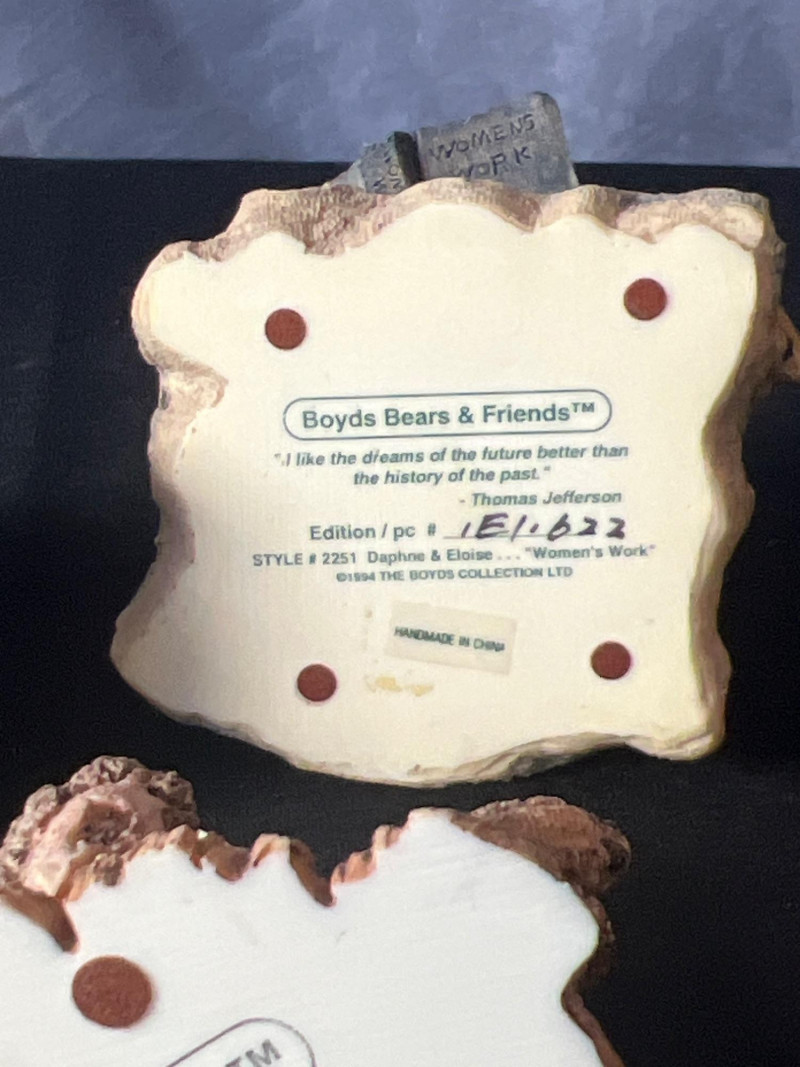 WOMENS
WORK
Boyds Bears & Friends™
"I like the dreams of the future better than
the history of the past."
- Thomas Jefferson
Edition / pc # 1E/1622
STYLE # 2251 Daphne & Eloise . . . "Women's Work"
©1994 THE BOYDS COLLECTION LTD
HANDMADE IN CHINA
TM